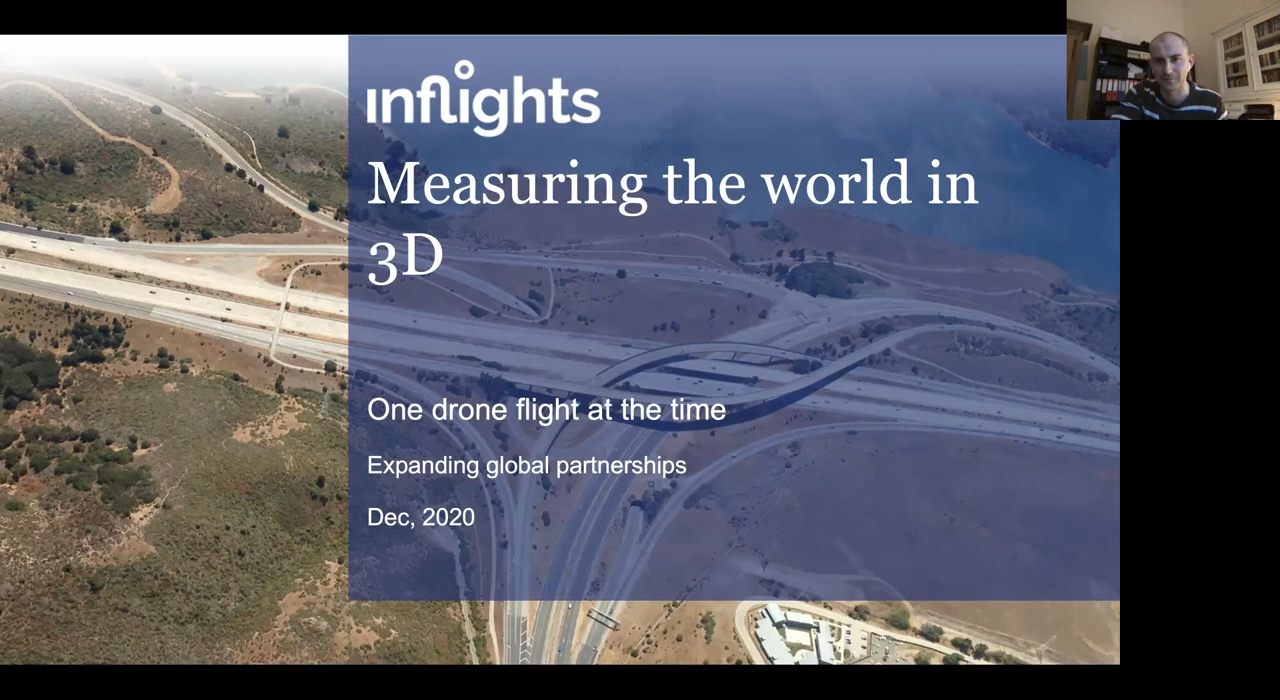 inflights
Measuring the world in
3D
One drone flight at the time
Expanding global partnerships
Dec, 2020